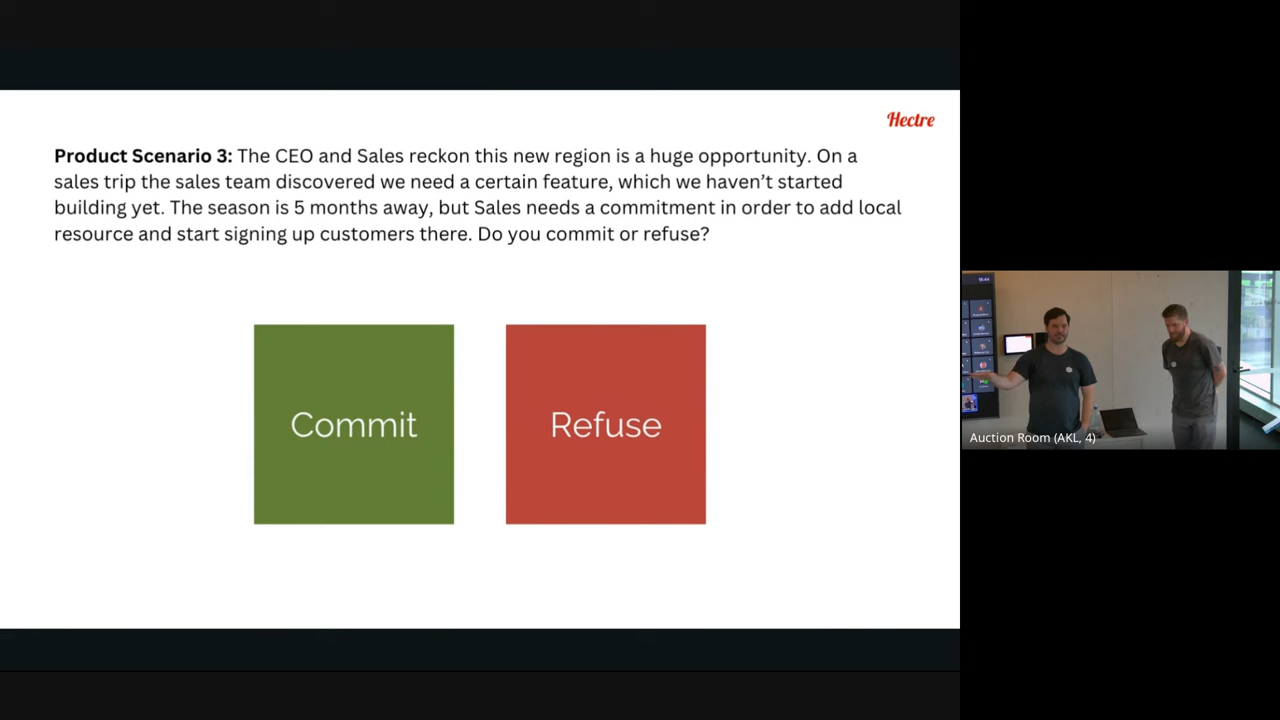 Hectre
Product Scenario 3: The CEO and Sales reckon this new region is a huge opportunity. On a
sales trip the sales team discovered we need a certain feature, which we haven’t started
building yet. The season is 5 months away, but Sales needs a commitment in order to add local
resource and start signing up customers there. Do you commit or refuse?
Commit
Refuse
Auction Room (AKL, 4)